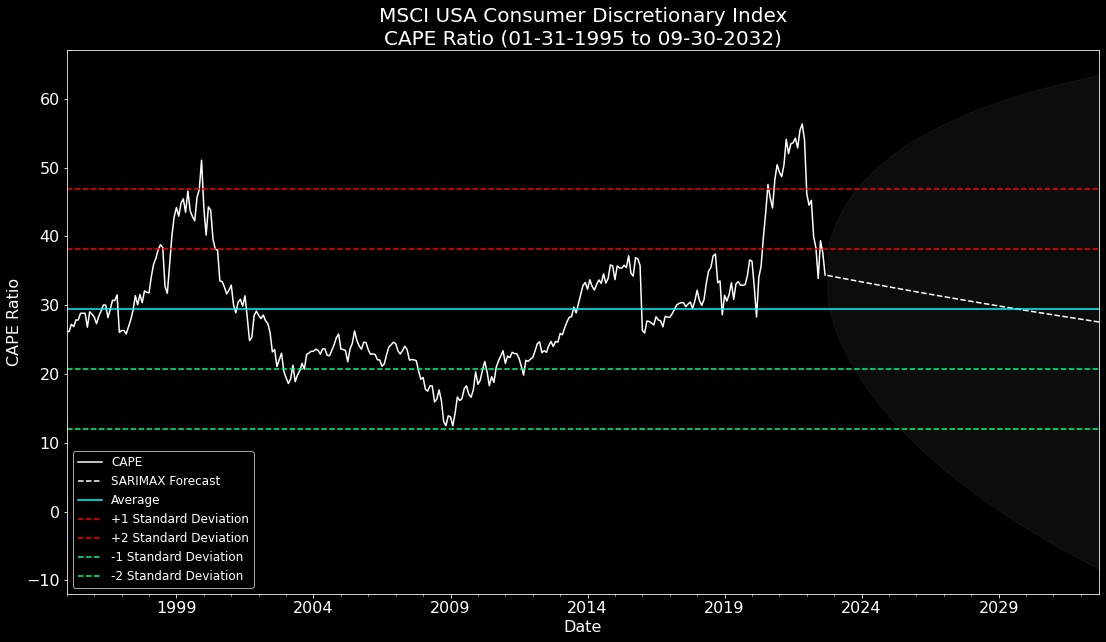 MSCI USA Consumer Discretionary Index
CAPE Ratio (01-31-1995 to 09-30-2032)
CAPE Ratio
60
50
40
30
20
10
0
−10
CAPE
SARIMAX Forecast
Average
+1 Standard Deviation
+2 Standard Deviation
-1 Standard Deviation
-2 Standard Deviation
1999
2004
2009
2014
2019
2024
2029
Date